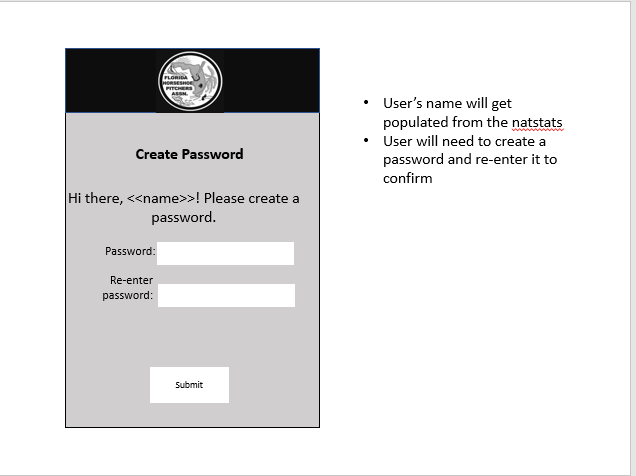 FLORIDA
HORSESHOE
PITCHERS
ASSN.
Create Password
Hi there, <<name>>! Please create a
password.
Password:
Re-enter
password:
Submit
• User’s name will get
populated from the natstats
• User will need to create a
password and re-enter it to
confirm